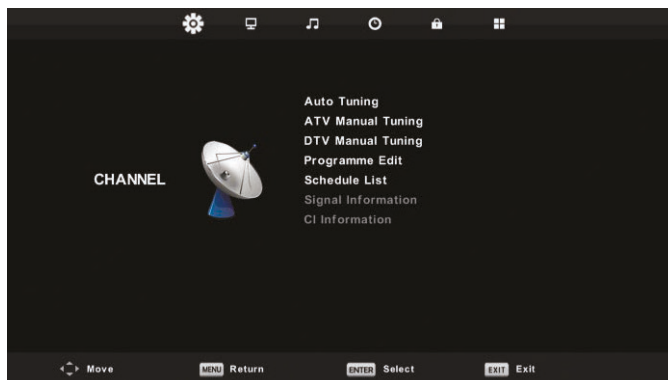 Auto Tuning
ATV Manual Tuning
DTV Manual Tuning
Programme Edit
CHANNEL
Schedule List
Signal Information
CI Information
Move
MENU Return
ENTER Select
EXIT Exit